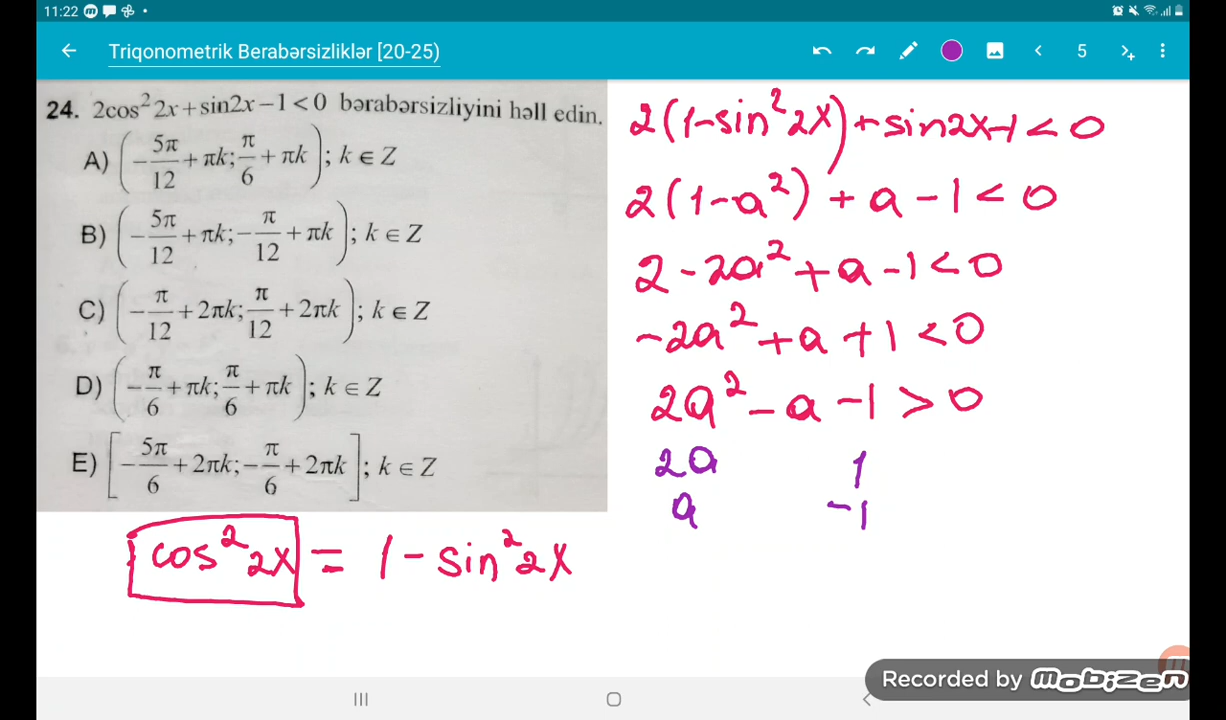 11:22
Triqonometrik Berabərsizliklər [20-25]
5
24. 2cos²2x+sin2x−1<0 bərabərsizliyini həll edin.
A) (−5π/12+πk; π/6+πk); k∈Z
B) (−5π/12+πk; −π/12+πk); k∈Z
C) (−π/12+2πk; π/12+2πk); k∈Z
D) (−π/6+πk; π/6+πk); k∈Z
E) [−5π/6+2πk; −π/6+2πk]; k∈Z
cos²2x = 1−sin²2x
2(1−sin²2x)+sin2x−1<0
2(1−a²)+a−1<0
2−2a²+a−1<0
−2a²+a+1<0
2a²−a−1>0
2a 1
a −1
Recorded by mobizen